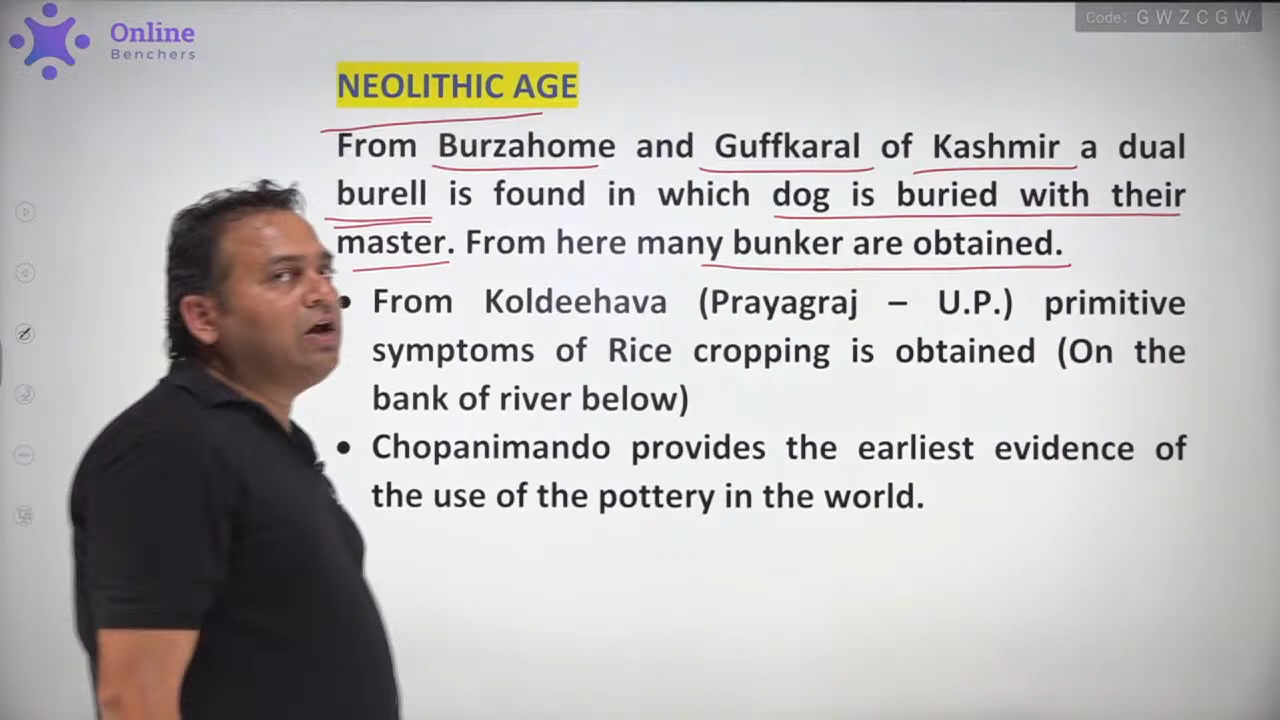 Online
Benchers
Code: G W Z C G W
NEOLITHIC AGE
From Burzahome and Guffkaral of Kashmir a dual
burell is found in which dog is buried with their
master. From here many bunker are obtained.
• From Koldeehava (Prayagraj – U.P.) primitive
symptoms of Rice cropping is obtained (On the
bank of river below)
• Chopanimando provides the earliest evidence of
the use of the pottery in the world.